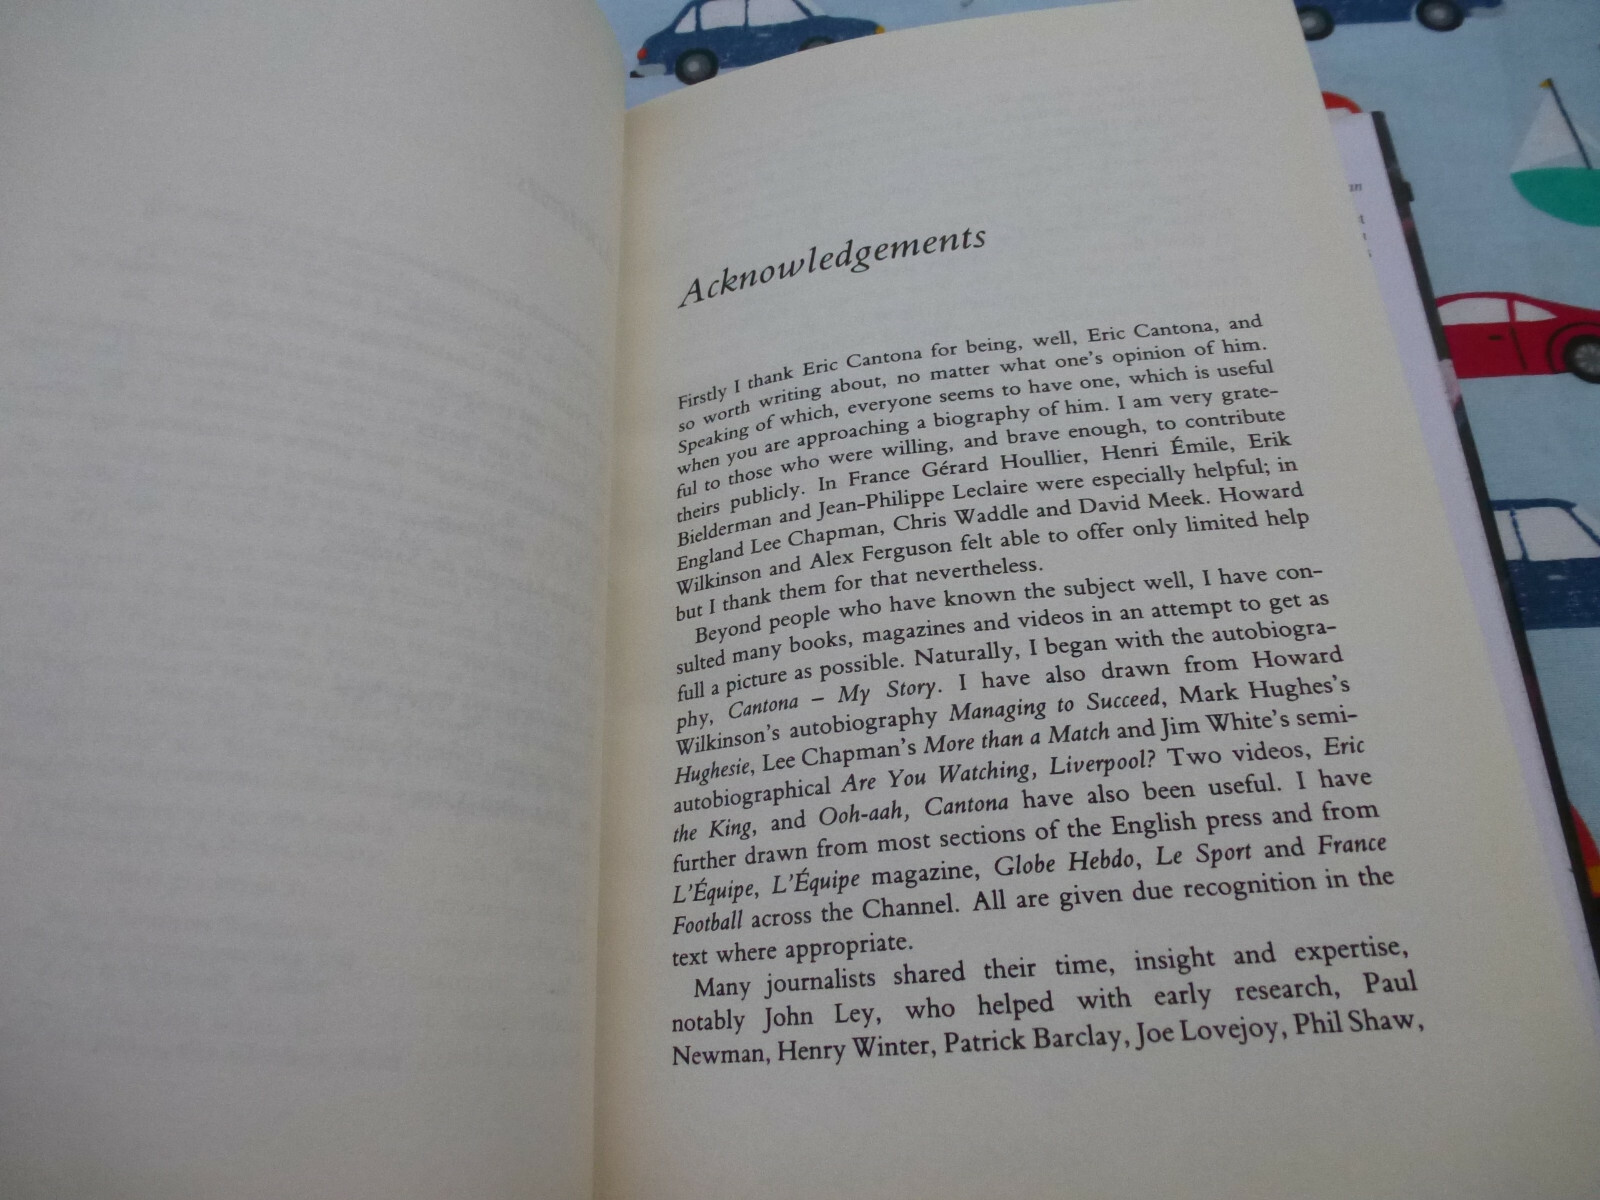 Acknowledgements
Firstly I thank Eric Cantona for being, well, Eric Cantona, and
so worth writing about, no matter what one's opinion of him.
Speaking of which, everyone seems to have one, which is useful
when you are approaching a biography of him. I am very grate-
ful to those who were willing, and brave enough, to contribute
theirs publicly. In France Gérard Houllier, Henri Émile, Erik
Bielderman and Jean-Philippe Leclaire were especially helpful; in
England Lee Chapman, Chris Waddle and David Meek. Howard
Wilkinson and Alex Ferguson felt able to offer only limited help
but I thank them for that nevertheless.
Beyond people who have known the subject well, I have con-
sulted many books, magazines and videos in an attempt to get as
full a picture as possible. Naturally, I began with the autobiogra-
phy, Cantona – My Story. I have also drawn from Howard
Wilkinson's autobiography Managing to Succeed, Mark Hughes's
Hughesie, Lee Chapman's More than a Match and Jim White's semi-
autobiographical Are You Watching, Liverpool? Two videos, Eric
the King, and Ooh-aah, Cantona have also been useful. I have
further drawn from most sections of the English press and from
L'Équipe, L'Équipe magazine, Globe Hebdo, Le Sport and France
Football across the Channel. All are given due recognition in the
text where appropriate.
Many journalists shared their time, insight and expertise,
notably John Ley, who helped with early research, Paul
Newman, Henry Winter, Patrick Barclay, Joe Lovejoy, Phil Shaw,